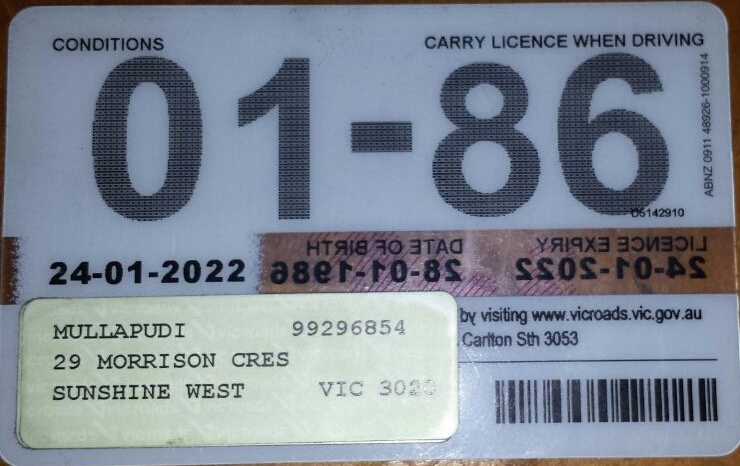 CONDITIONS
CARRY LICENCE WHEN DRIVING
01-86
ABNZ 0911 48926-1000914
D5142910
DATE OF BIRTH
LICENCE EXPIRY
24-01-2022
28-01-1986
24-01-2022
by visiting www.vicroads.vic.gov.au
Carlton Sth 3053
MULLAPUDI 99296854
29 MORRISON CRES
SUNSHINE WEST VIC 3020